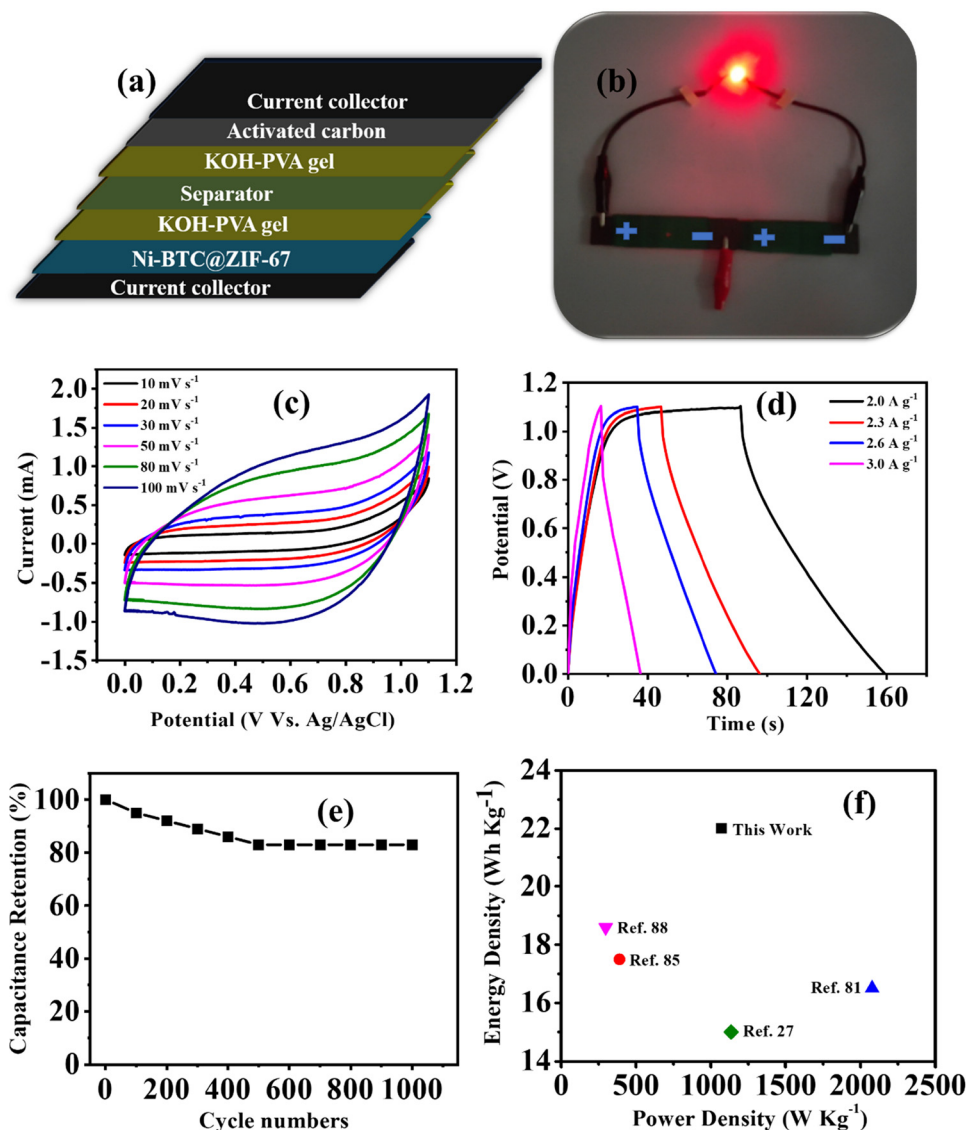 (a)
Current collector
Activated carbon
KOH-PVA gel
Separator
KOH-PVA gel
Ni-BTC@ZIF-67
Current collector
(b)
+ − + −
(c)
10 mV s⁻¹
20 mV s⁻¹
30 mV s⁻¹
50 mV s⁻¹
80 mV s⁻¹
100 mV s⁻¹
Current (mA)
2.0
1.5
1.0
0.5
0.0
-0.5
-1.0
-1.5
0.0 0.2 0.4 0.6 0.8 1.0 1.2
Potential (V Vs. Ag/AgCl)
(d)
2.0 A g⁻¹
2.3 A g⁻¹
2.6 A g⁻¹
3.0 A g⁻¹
Potential (V)
1.2
1.0
0.8
0.6
0.4
0.2
0.0
0 40 80 120 160
Time (s)
(e)
Capacitance Retention (%)
100
80
60
40
20
0
0 200 400 600 800 1000
Cycle numbers
(f)
Energy Density (Wh Kg⁻¹)
24
22
20
18
16
14
This Work
Ref. 88
Ref. 85
Ref. 81
Ref. 27
0 500 1000 1500 2000 2500
Power Density (W Kg⁻¹)